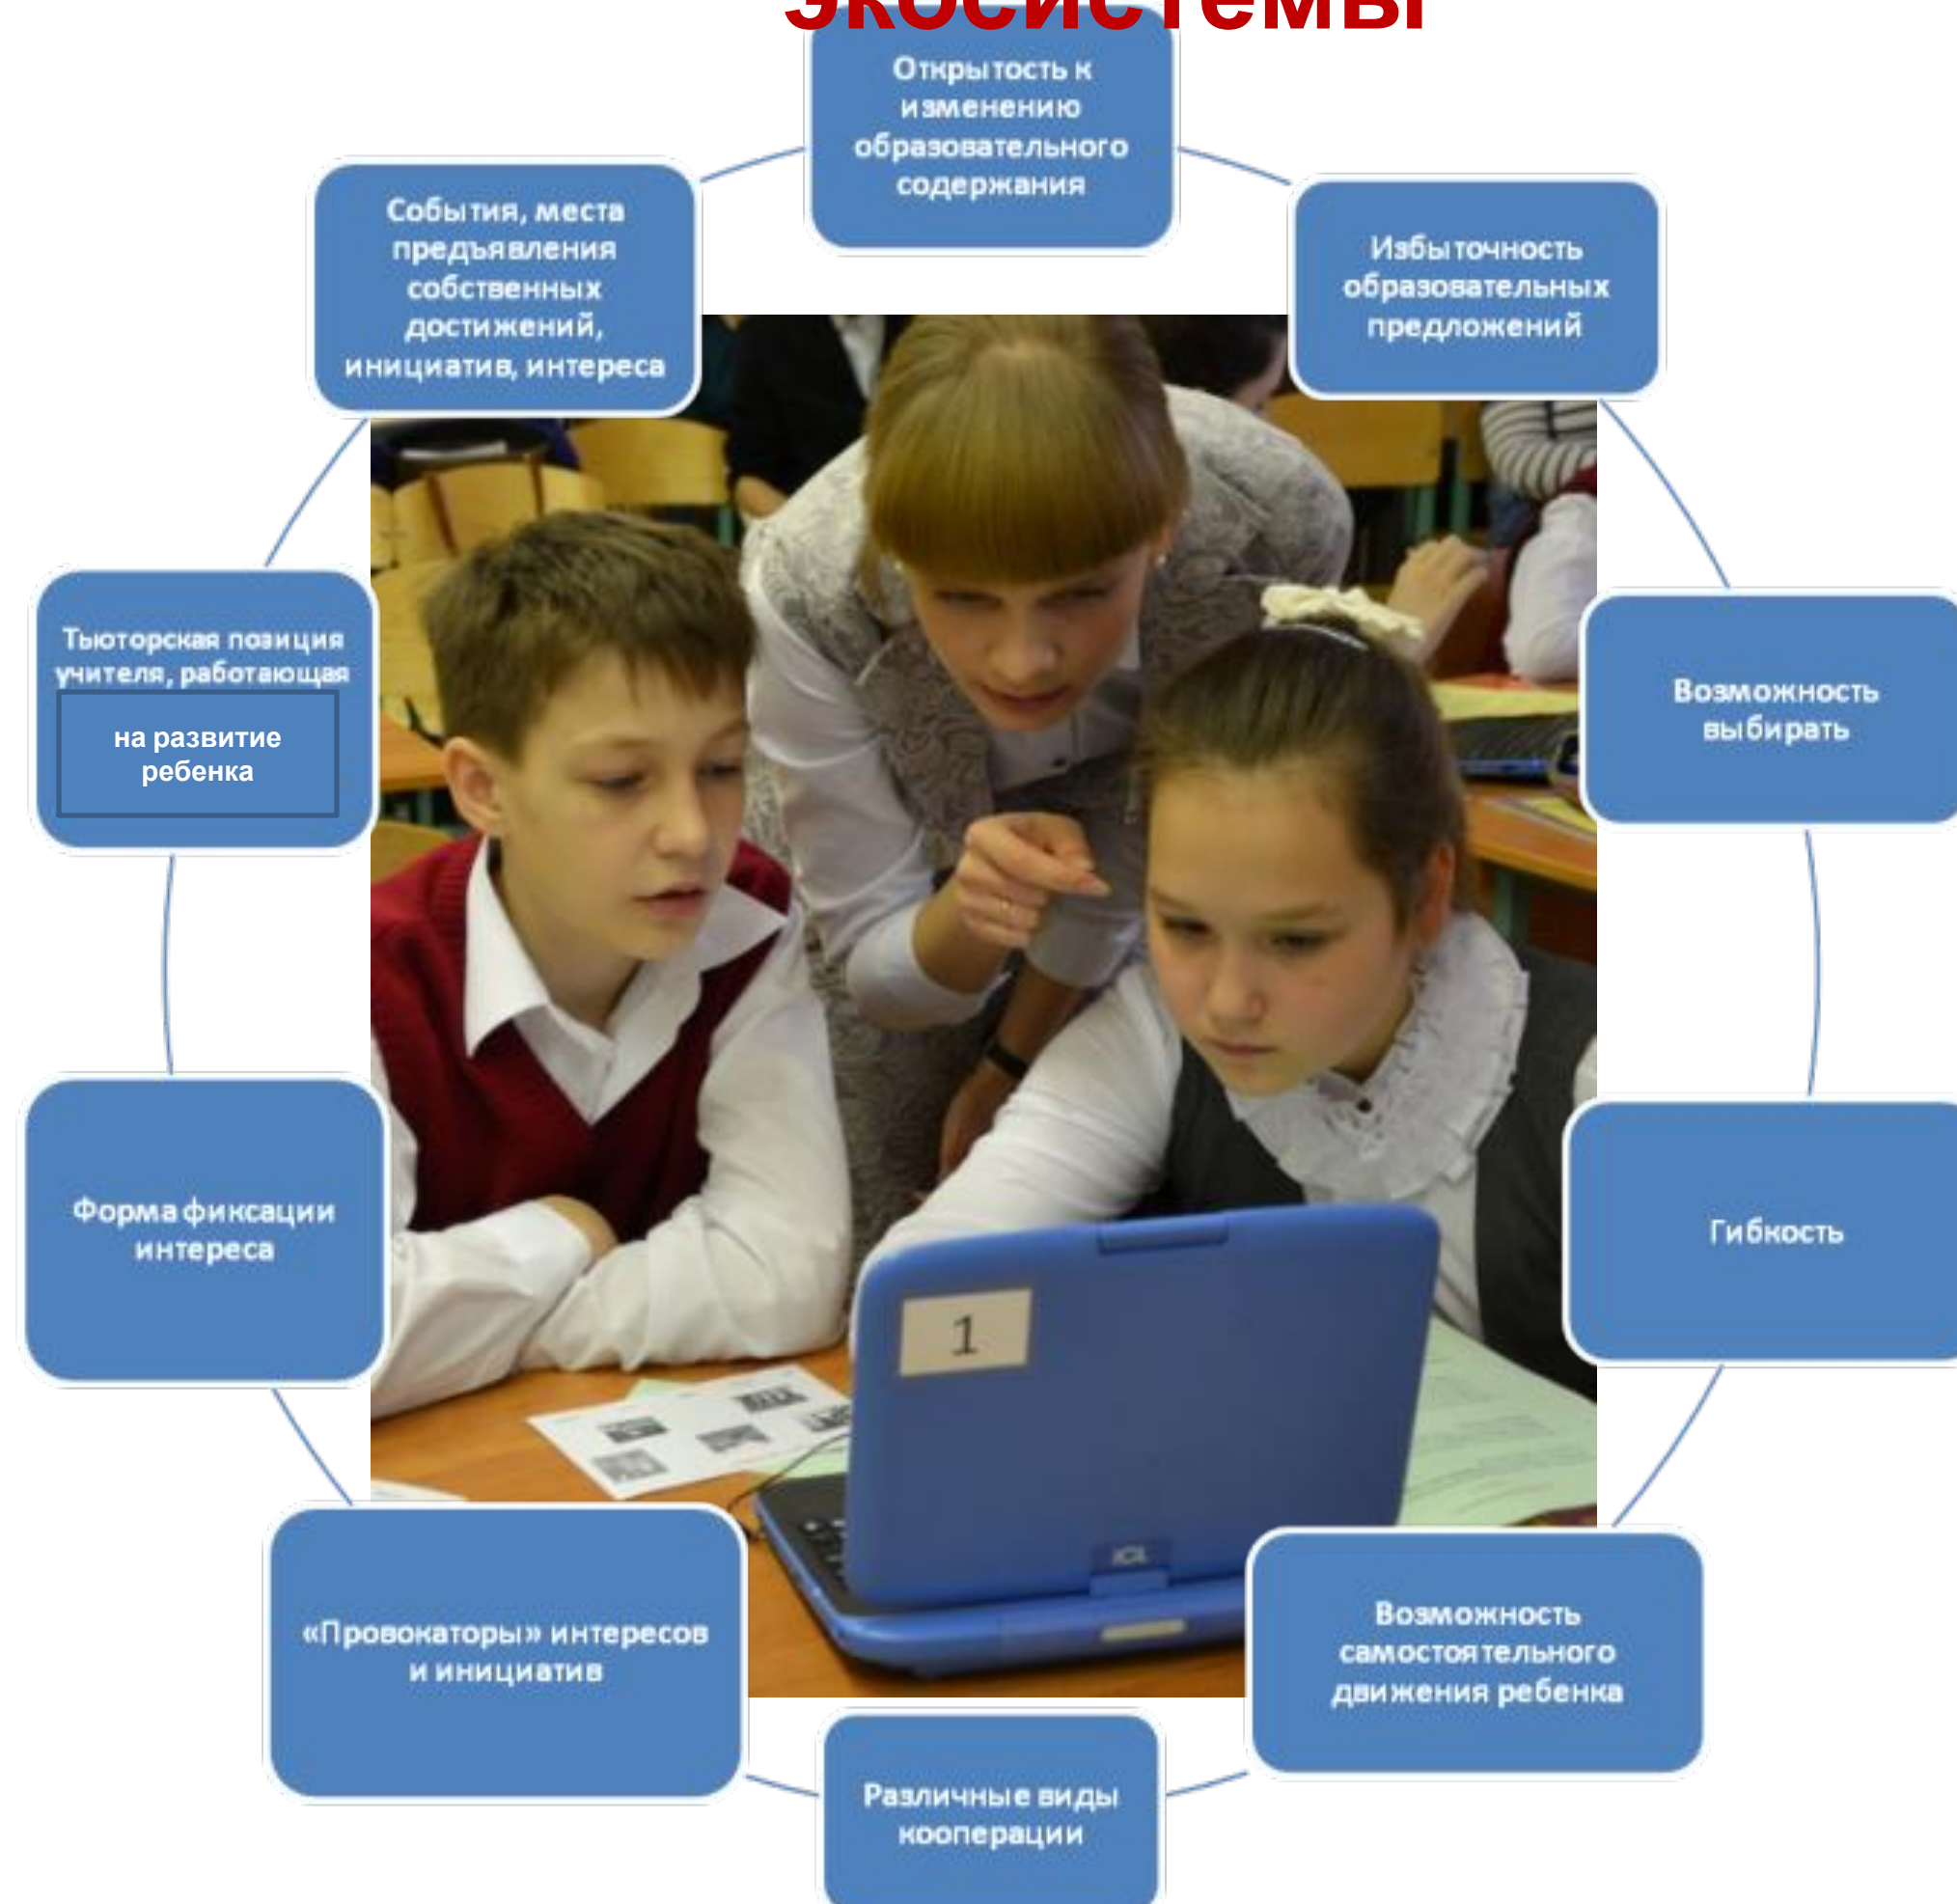 экосистемы
Открытость к
изменению
образовательного
содержания
Избыточность
образовательных
предложений
Возможность
выбирать
Гибкость
Возможность
самостоятельного
движения ребенка
Различные виды
кооперации
«Провокаторы» интересов
и инициатив
Форма фиксации
интереса
Тьюторская позиция
учителя, работающая
на развитие
ребенка
События, места
предъявления
собственных
достижений,
инициатив, интереса
1
ICL